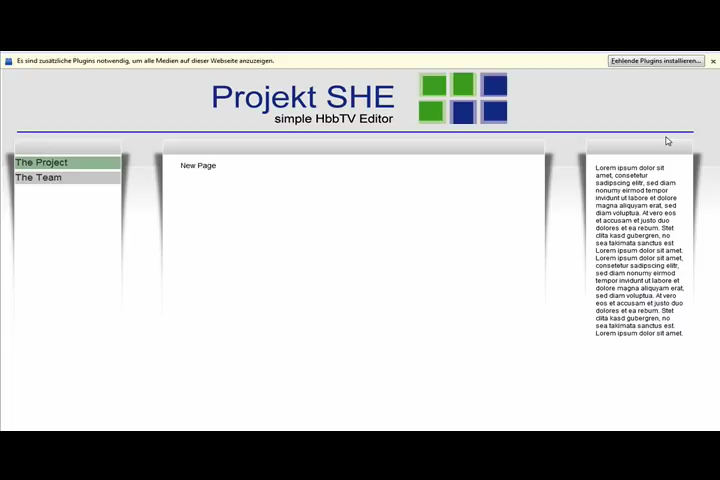 Es sind zusätzliche Plugins notwendig, um alle Medien auf dieser Webseite anzuzeigen.
Fehlende Plugins installieren...
Projekt SHE
simple HbbTV Editor
The Project
The Team
New Page
Lorem ipsum dolor sit
amet, consetetur
sadipscing elitr, sed diam
nonumy eirmod tempor
invidunt ut labore et dolore
magna aliquyam erat, sed
diam voluptua. At vero eos
et accusam et justo duo
dolores et ea rebum. Stet
clita kasd gubergren, no
sea takimata sanctus est
Lorem ipsum dolor sit amet.
Lorem ipsum dolor sit amet,
consetetur sadipscing elitr,
sed diam nonumy eirmod
tempor invidunt ut labore et
dolore magna aliquyam erat,
sed diam voluptua. At vero
eos et accusam et justo duo
dolores et ea rebum. Stet
clita kasd gubergren, no
sea takimata sanctus est.
Lorem ipsum dolor sit amet.